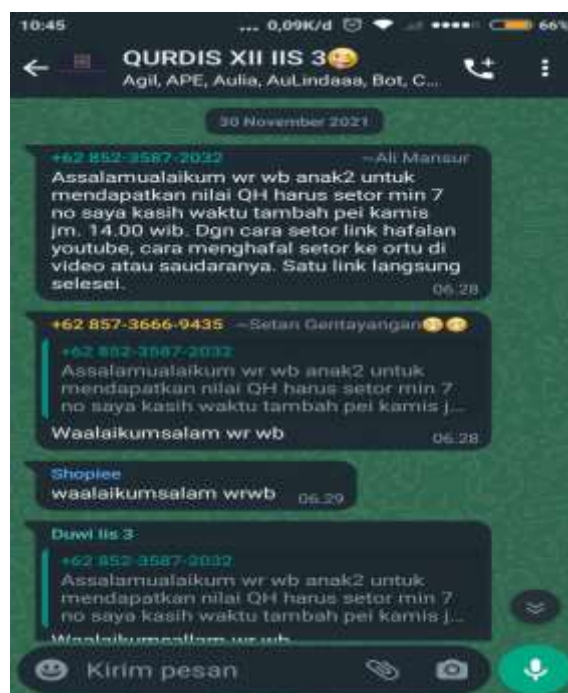 10:45 ... 0,09K/d 66%
QURDIS XII IIS 3
Agil, APE, Aulia, AuLindaaa, Bot, C...
30 November 2021
+62 852-3587-2032 ~Ali Mansur
Assalamualaikum wr wb anak2 untuk
mendapatkan nilai QH harus setor min 7
no saya kasih waktu tambah pei kamis
jm. 14.00 wib. Dgn cara setor link hafalan
youtube, cara menghafal setor ke ortu di
video atau saudaranya. Satu link langsung
selesei.
06.28
+62 857-3666-9435 ~Setan Gentayangan
+62 852-3587-2032
Assalamualaikum wr wb anak2 untuk
mendapatkan nilai QH harus setor min 7
no saya kasih waktu tambah pei kamis j...
Waalaikumsalam wr wb
06.28
Shopiee
waalaikumsalam wrwb 06.29
Duwi Iis 3
+62 852-3587-2032
Assalamualaikum wr wb anak2 untuk
mendapatkan nilai QH harus setor min 7
no saya kasih waktu tambah pei kamis j...
Waalaikumsallam wr wb
Kirim pesan